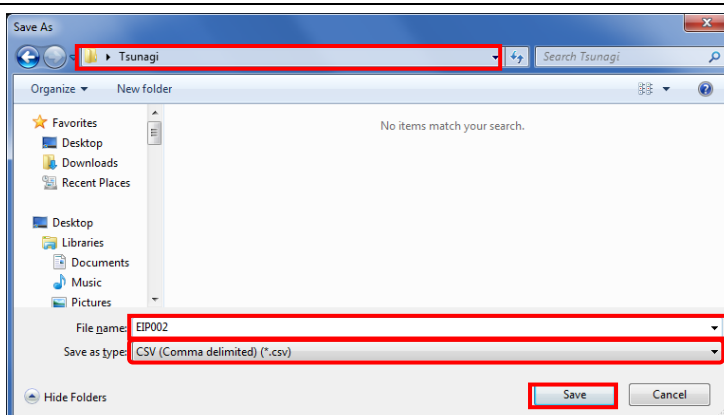 Save As
Tsunagi
Search Tsunagi
Organize
New folder
Favorites
Desktop
Downloads
Recent Places
Desktop
Libraries
Documents
Music
Pictures
No items match your search.
File name: EIP002
Save as type: CSV (Comma delimited) (*.csv)
Hide Folders
Save
Cancel